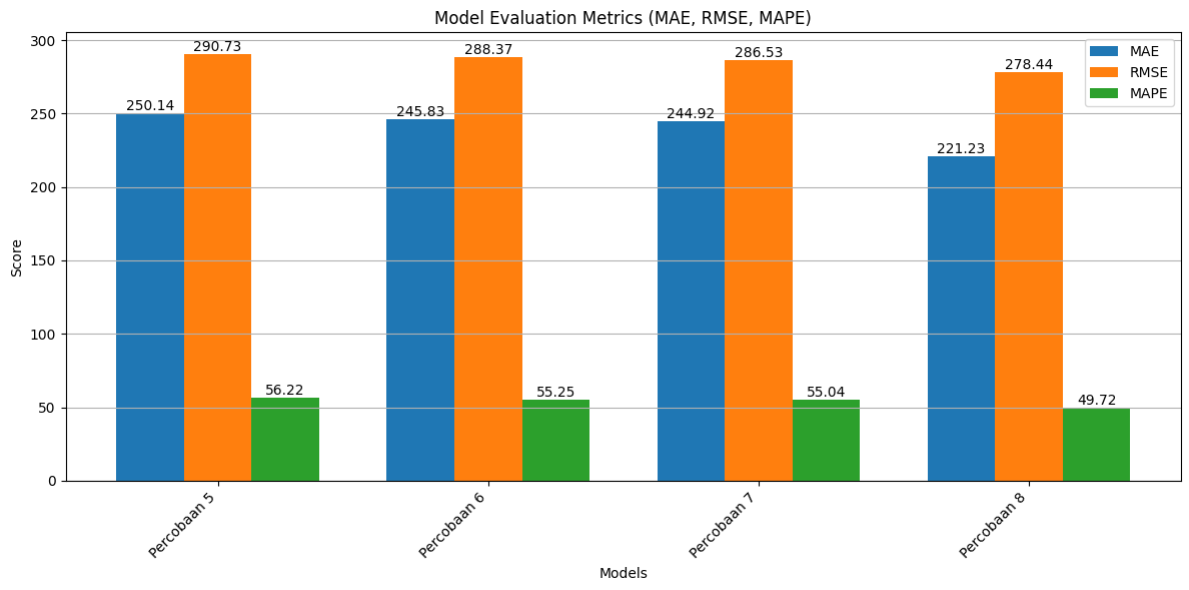 Model Evaluation Metrics (MAE, RMSE, MAPE)
300
250
200
150
100
50
0
Score
250.14
290.73
56.22
245.83
288.37
55.25
244.92
286.53
55.04
221.23
278.44
49.72
MAE
RMSE
MAPE
Percobaan 5
Percobaan 6
Percobaan 7
Percobaan 8
Models